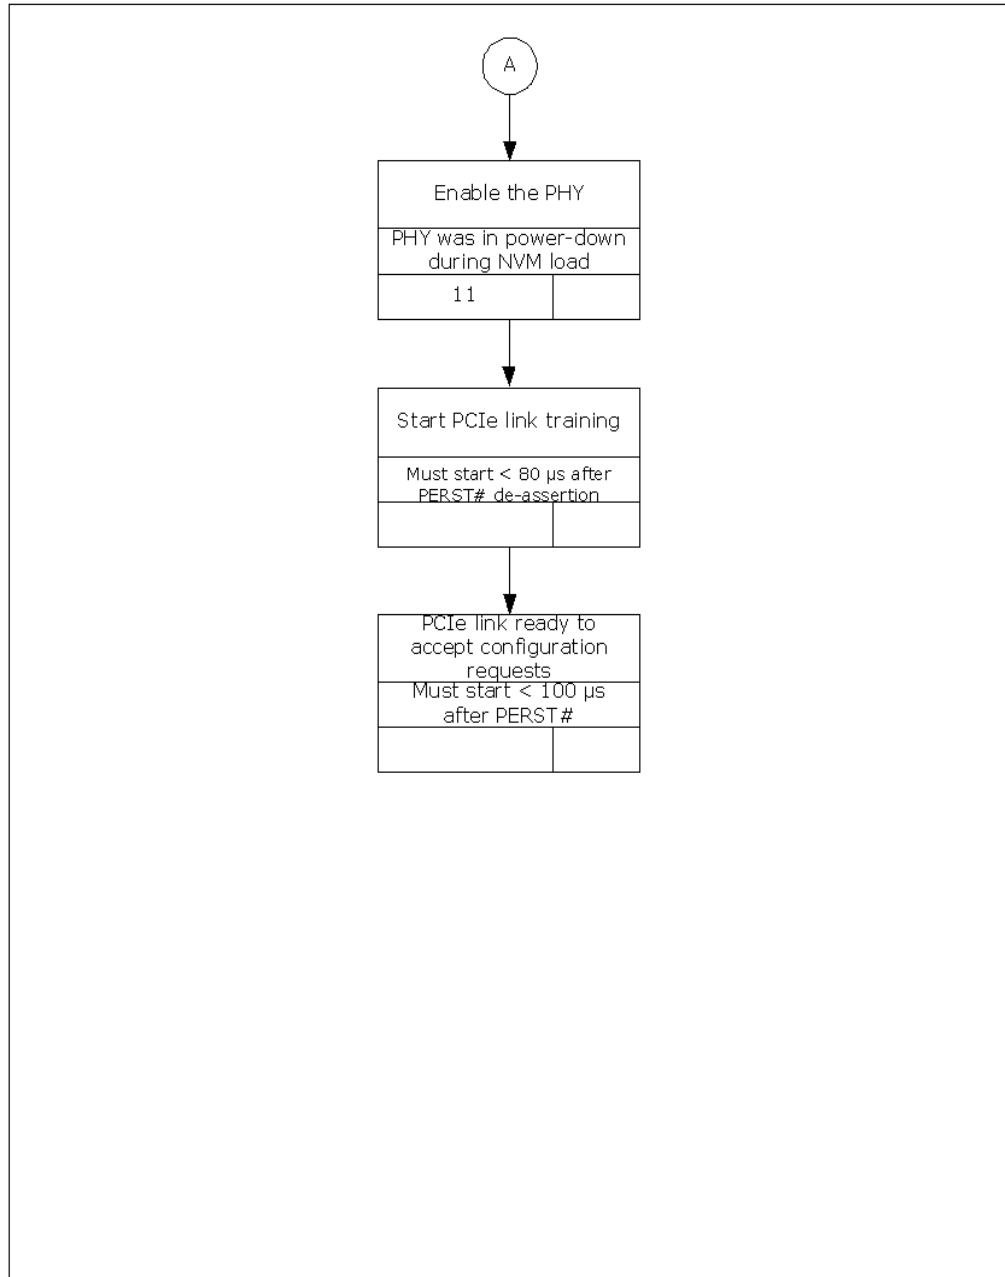 A
Enable the PHY
PHY was in power-down
during NVM load
11
Start PCIe link training
Must start < 80 µs after
PERST# de-assertion
PCIe link ready to
accept configuration
requests
Must start < 100 µs
after PERST#